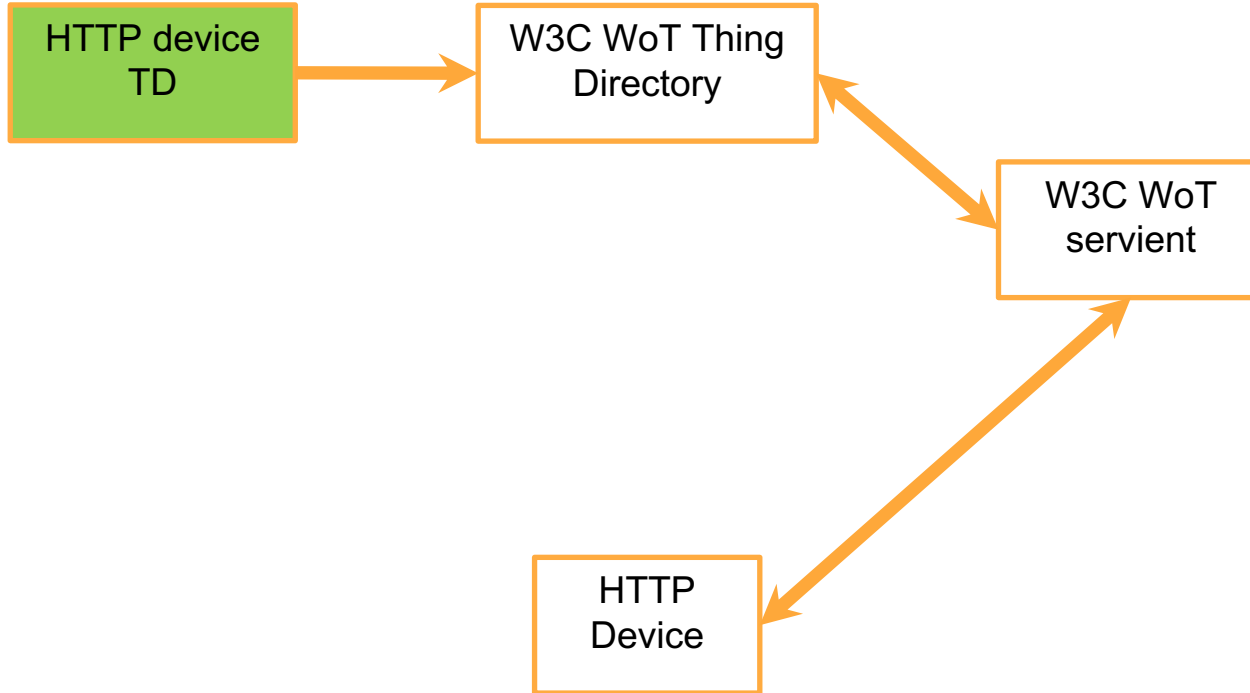 HTTP device
TD
W3C WoT Thing
Directory
W3C WoT
servient
HTTP
Device